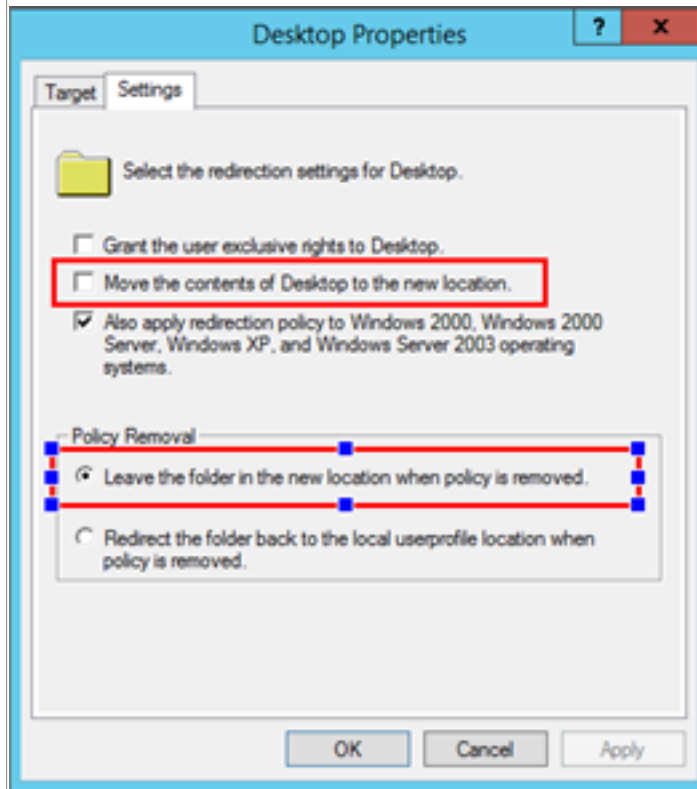 Desktop Properties
? x
Target Settings
Select the redirection settings for Desktop.
Grant the user exclusive rights to Desktop.
Move the contents of Desktop to the new location.
Also apply redirection policy to Windows 2000, Windows 2000
Server, Windows XP, and Windows Server 2003 operating
systems.
Policy Removal
Leave the folder in the new location when policy is removed.
Redirect the folder back to the local userprofile location when
policy is removed.
OK Cancel Apply